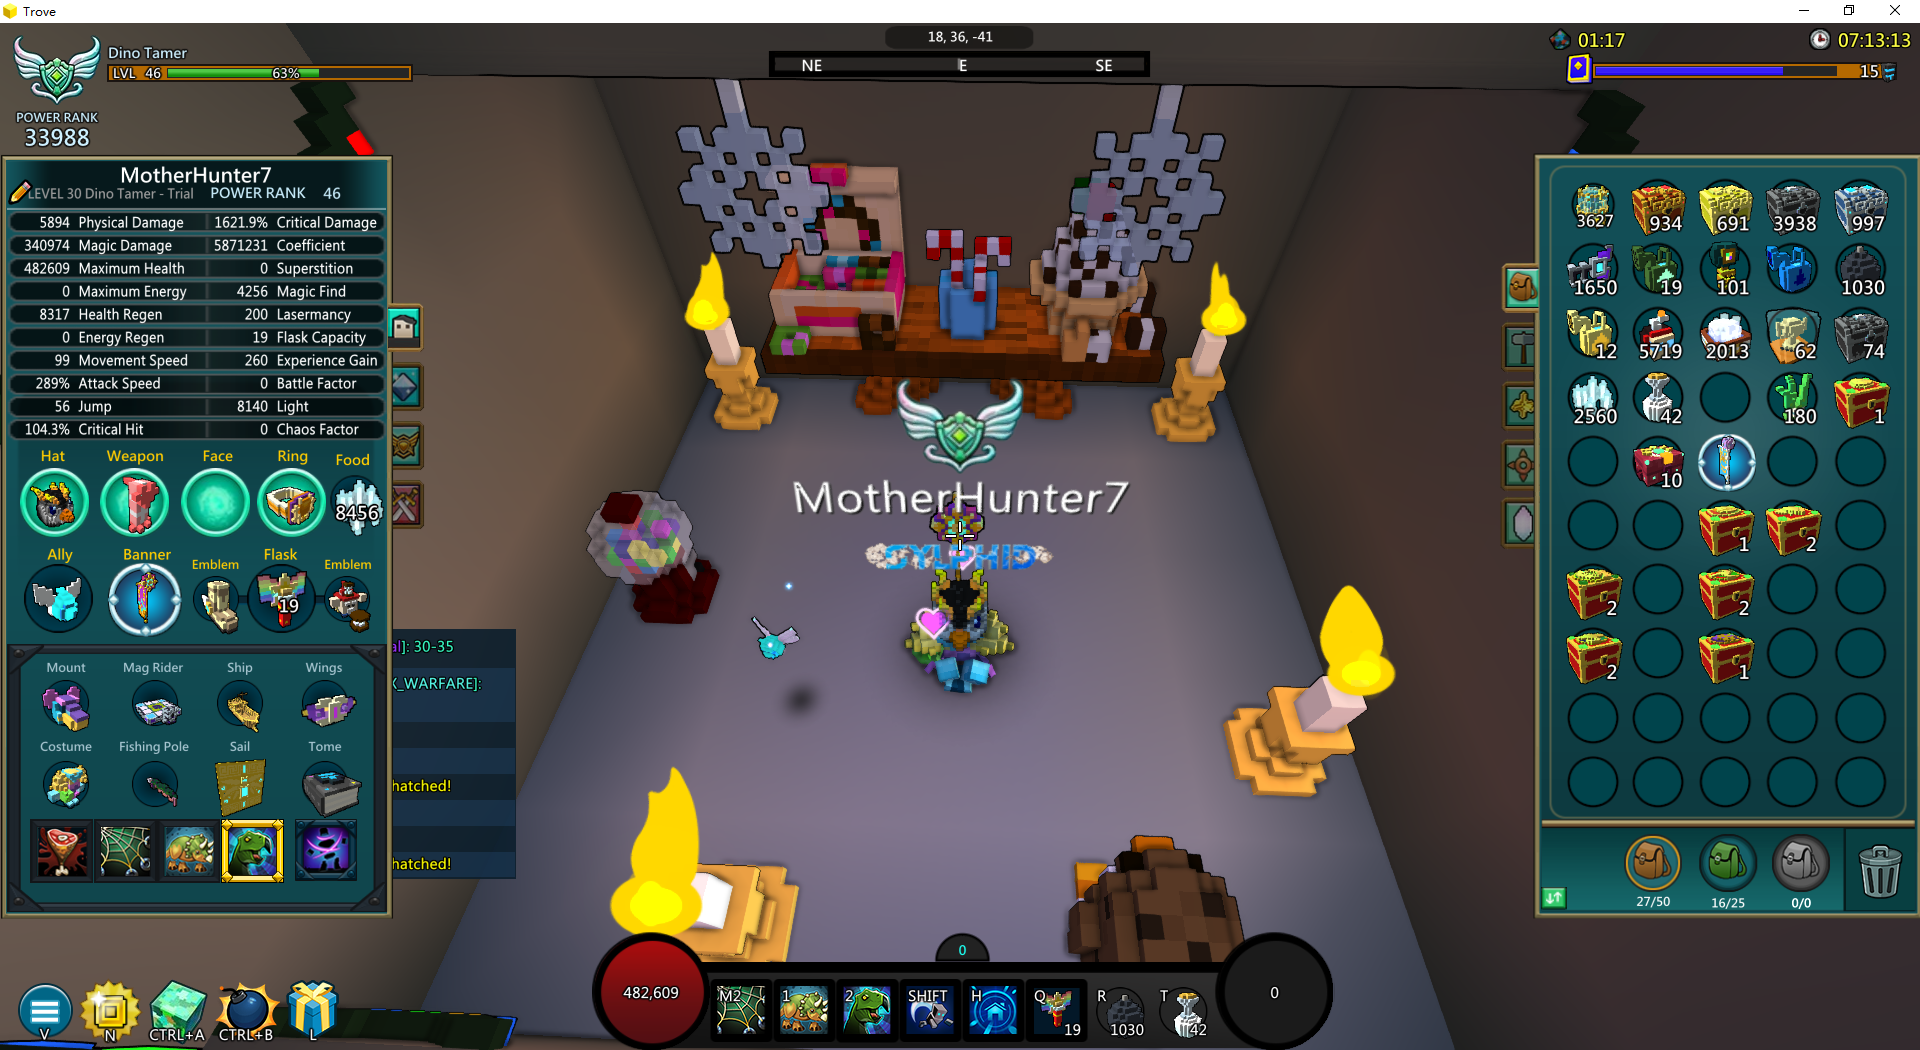 Trove
Dino Tamer
LVL 46
63%
POWER RANK
33988
18, 36, -41
NE
E
SE
01:17
07:13:13
15
MotherHunter7
LEVEL 30 Dino Tamer - Trial
POWER RANK 46
5894 Physical Damage
1621.9% Critical Damage
340974 Magic Damage
5871231 Coefficient
482609 Maximum Health
0 Superstition
0 Maximum Energy
4256 Magic Find
8317 Health Regen
200 Lasermancy
0 Energy Regen
19 Flask Capacity
99 Movement Speed
260 Experience Gain
289% Attack Speed
0 Battle Factor
56 Jump
8140 Light
104.3% Critical Hit
0 Chaos Factor
Hat
Weapon
Face
Ring
Food
8456
Ally
Banner
Emblem
Flask
Emblem
19
Mount
Mag Rider
Ship
Wings
Costume
Fishing Pole
Sail
Tome
al]: 30-35
X_WARFARE]:
hatched!
hatched!
MotherHunter7
SYLPHID
3627
934
691
3938
997
1650
19
101
1030
12
5719
2013
62
74
2560
42
180
1
10
1
2
2
2
2
1
27/50
16/25
0/0
V
N
CTRL+A
CTRL+B
L
482,609
0
M2
1
2
SHIFT
H
Q
19
R
1030
T
42
0